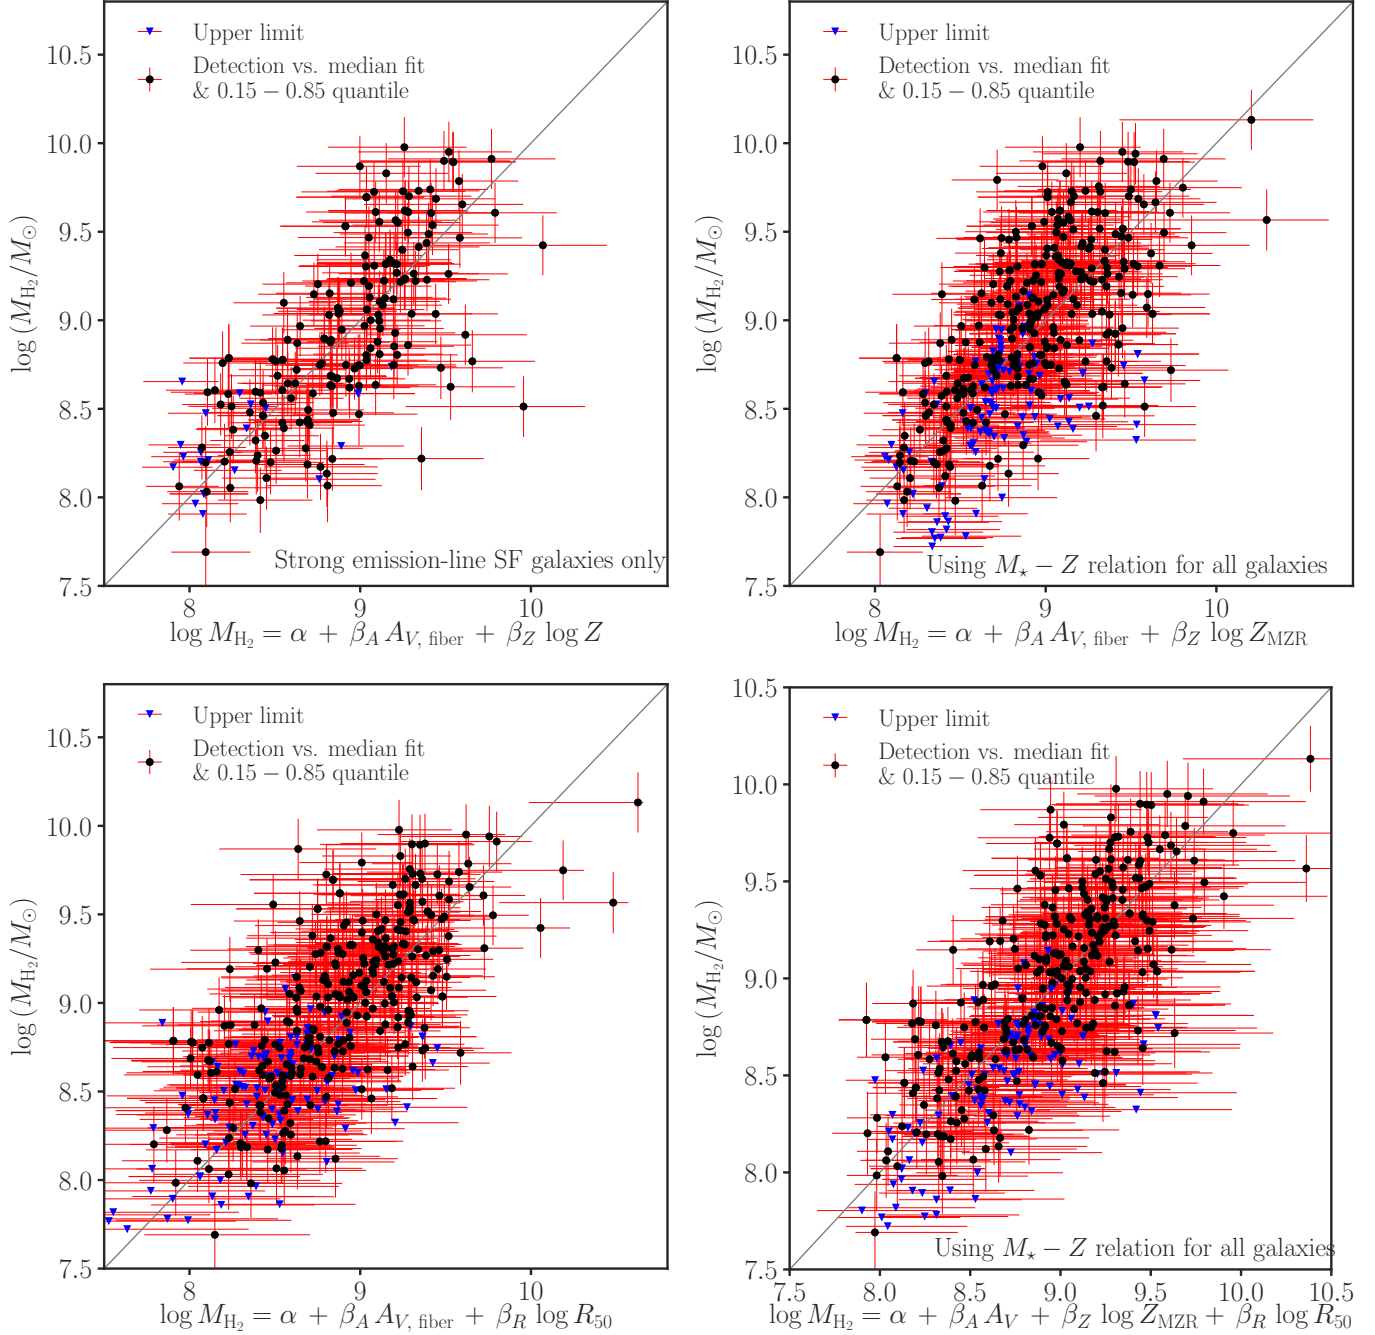 Upper limit
Detection vs. median fit
& 0.15 − 0.85 quantile
Strong emission-line SF galaxies only
10.5
10.0
9.5
9.0
8.5
8.0
7.5
8 9 10
log (M_H₂/M_⊙)
log M_H₂ = α + β_A A_V, fiber + β_Z log Z
Upper limit
Detection vs. median fit
& 0.15 − 0.85 quantile
Using M⋆ − Z relation for all galaxies
10.5
10.0
9.5
9.0
8.5
8.0
7.5
8 9 10
log (M_H₂/M_⊙)
log M_H₂ = α + β_A A_V, fiber + β_Z log Z_MZR
Upper limit
Detection vs. median fit
& 0.15 − 0.85 quantile
10.5
10.0
9.5
9.0
8.5
8.0
7.5
8 9 10
log (M_H₂/M_⊙)
log M_H₂ = α + β_A A_V, fiber + β_R log R₅₀
Upper limit
Detection vs. median fit
& 0.15 − 0.85 quantile
Using M⋆ − Z relation for all galaxies
10.5
10.0
9.5
9.0
8.5
8.0
7.5
7.5 8.0 8.5 9.0 9.5 10.0 10.5
log (M_H₂/M_⊙)
log M_H₂ = α + β_A A_V + β_Z log Z_MZR + β_R log R₅₀